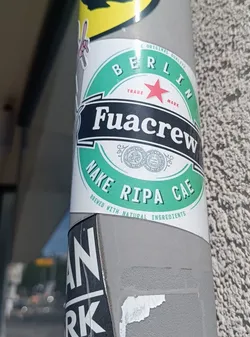 BERLIN
TRADE MARK
Fuacrew
NAKE RIPA CAE
BREWED WITH NATURAL INGREDIENTS
AN
RK